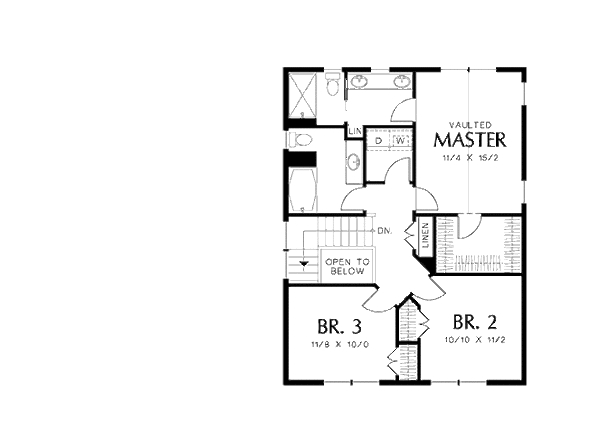 LIN
D W
VAULTED
MASTER
11/4 X 15/2
DN.
LINEN
OPEN TO
BELOW
BR. 3
11/8 X 10/0
BR. 2
10/10 X 11/2